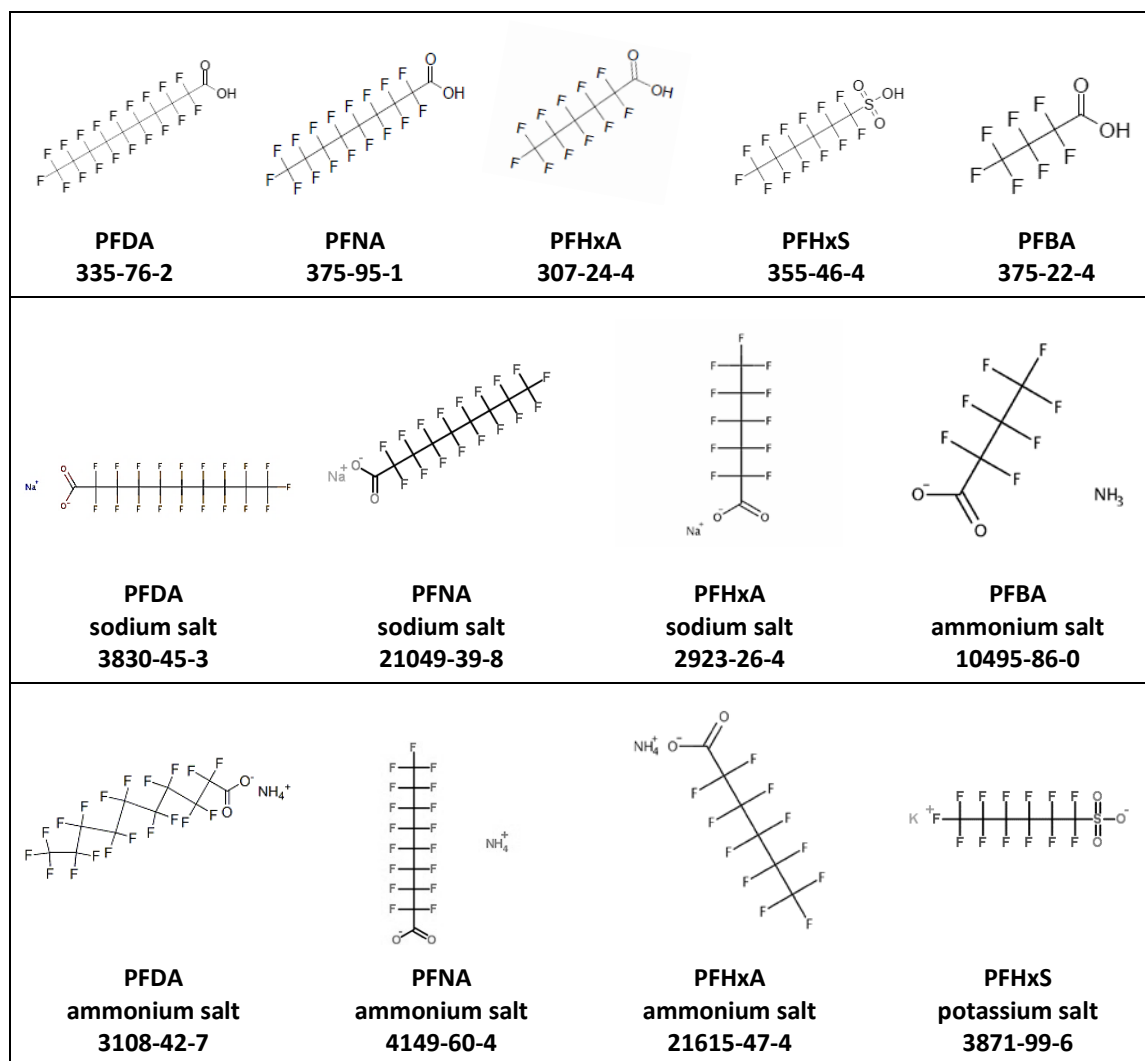 PFDA
335-76-2
PFNA
375-95-1
PFHxA
307-24-4
PFHxS
355-46-4
PFBA
375-22-4
PFDA
sodium salt
3830-45-3
PFNA
sodium salt
21049-39-8
PFHxA
sodium salt
2923-26-4
PFBA
ammonium salt
10495-86-0
PFDA
ammonium salt
3108-42-7
PFNA
ammonium salt
4149-60-4
PFHxA
ammonium salt
21615-47-4
PFHxS
potassium salt
3871-99-6